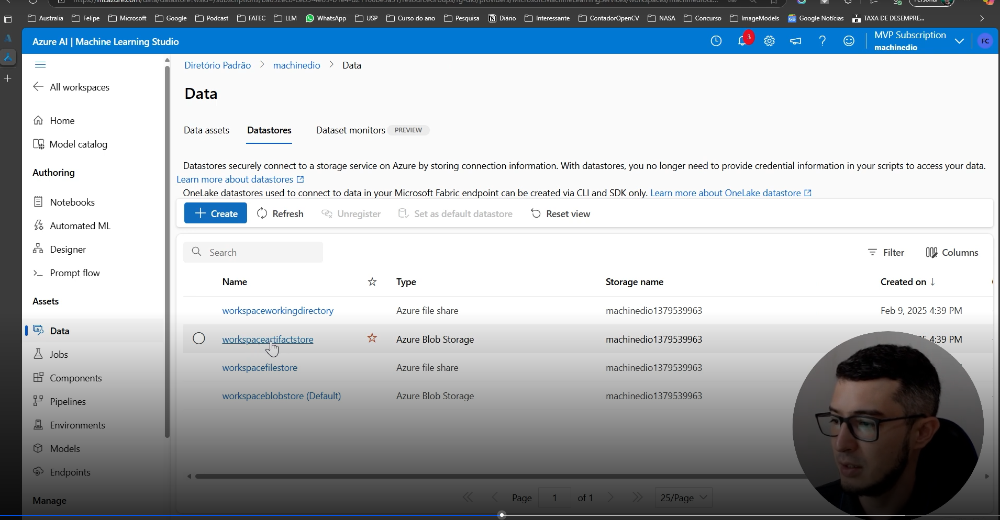 Australia Felipe Microsoft Google Podcast FATEC LLM WhatsApp USP Curso do ano Pesquisa Diário Interessante ContadorOpenCV NASA Concurso ImageModels Google Notícias TAXA DE DESEMPRE...
Azure AI | Machine Learning Studio
3
MVP Subscription
machinedio
FC
All workspaces
Home
Model catalog
Authoring
Notebooks
Automated ML
Designer
Prompt flow
Assets
Data
Jobs
Components
Pipelines
Environments
Models
Endpoints
Manage
Diretório Padrão > machinedio > Data
Data
Data assets Datastores Dataset monitors PREVIEW
Datastores securely connect to a storage service on Azure by storing connection information. With datastores, you no longer need to provide credential information in your scripts to access your data.
Learn more about datastores
OneLake datastores used to connect to data in your Microsoft Fabric endpoint can be created via CLI and SDK only. Learn more about OneLake datastore
Create Refresh Unregister Set as default datastore Reset view
Search Filter Columns
Name Type Storage name Created on
workspaceworkingdirectory Azure file share machinedio1379539963 Feb 9, 2025 4:39 PM
workspaceartifactstore Azure Blob Storage machinedio1379539963 4:39 PM
workspacefilestore Azure file share machinedio1379539963
workspaceblobstore (Default) Azure Blob Storage machinedio1379539963
Page 1 of 1 25/Page